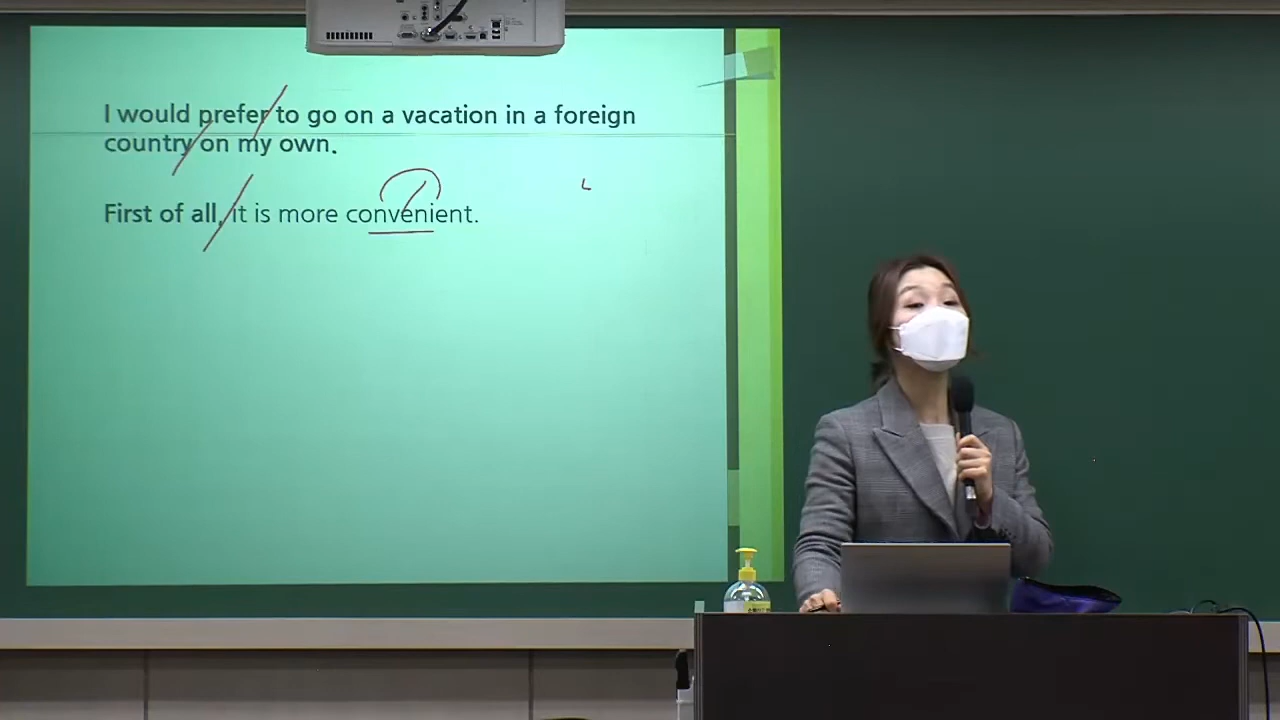 I would prefer to go on a vacation in a foreign
country on my own.
First of all, it is more convenient.